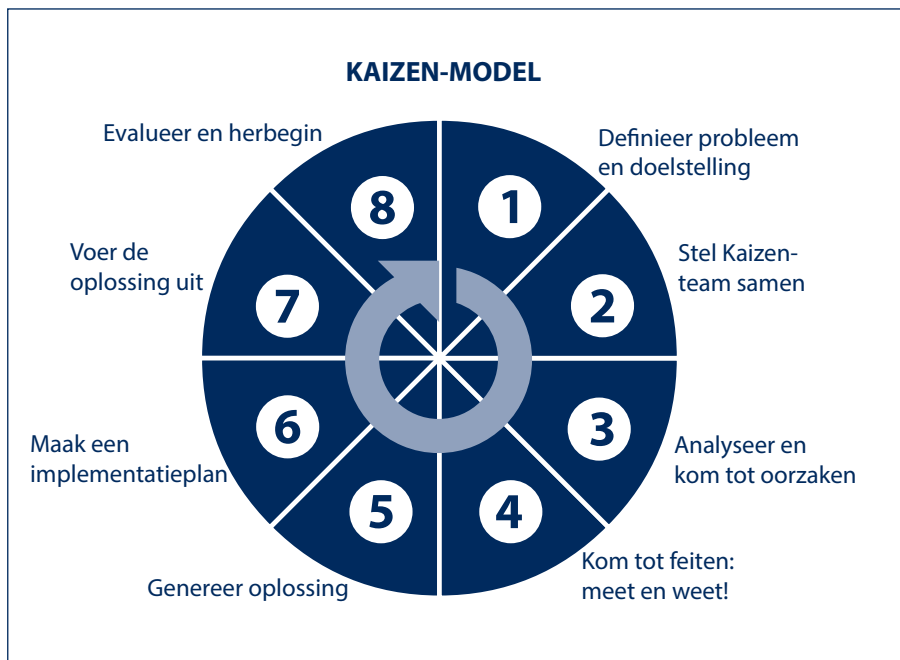 KAIZEN-MODEL
1
Definieer probleem
en doelstelling
2
Stel Kaizen-
team samen
3
Analyseer en
kom tot oorzaken
4
Kom tot feiten:
meet en weet!
5
Genereer oplossing
6
Maak een
implementatieplan
7
Voer de
oplossing uit
8
Evalueer en herbegin